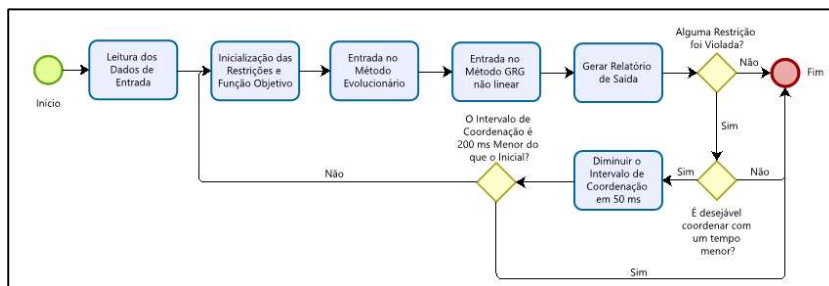 Alguma Restrição
foi Violada?
Leitura dos
Dados de
Entrada
Inicialização das
Restrições e
Função Objetivo
Entrada no
Método
Evolucionário
Entrada no
Método GRG
não linear
Gerar Relatório
de Saída
Não
Início
Fim
O Intervalo de
Coordenação é
200 ms Menor do
que o Inicial?
Sim
Não
Diminuir o
Intervalo de
Coordenação
em 50 ms
Sim
Não
É desejável
coordenar com
um tempo
menor?
Sim